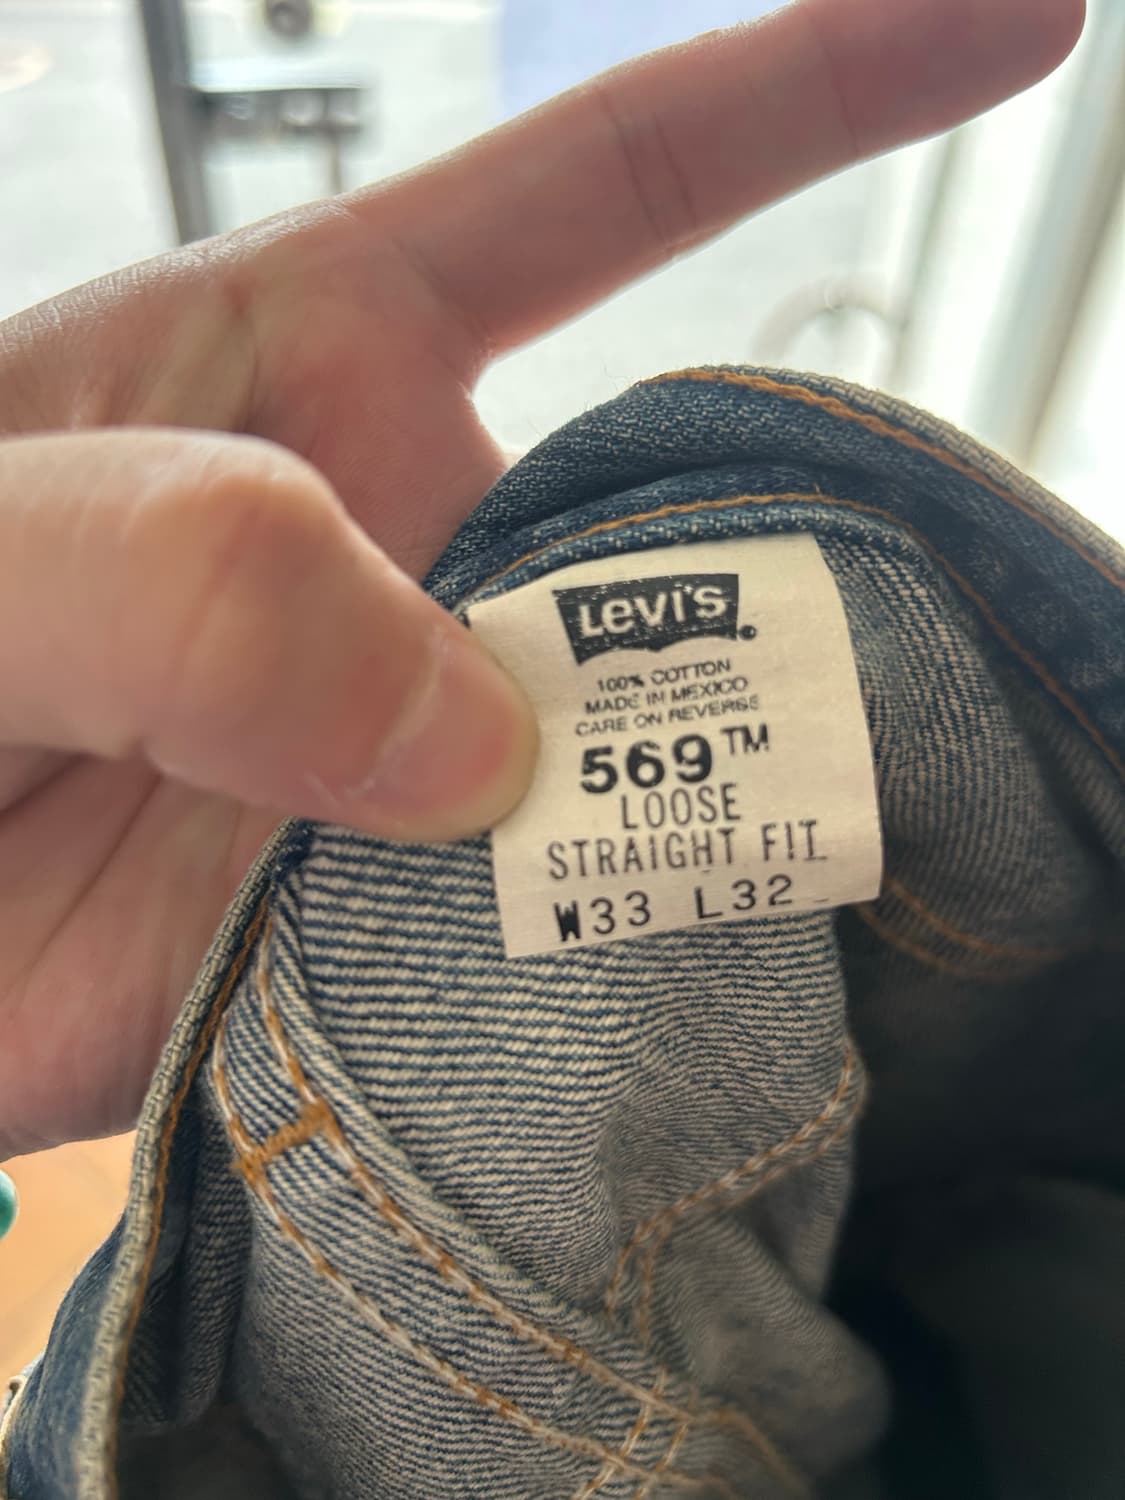 Levi's
100% COTTON
MADE IN MEXICO
CARE ON REVERSE
569™
LOOSE
STRAIGHT FIT
W33 L32